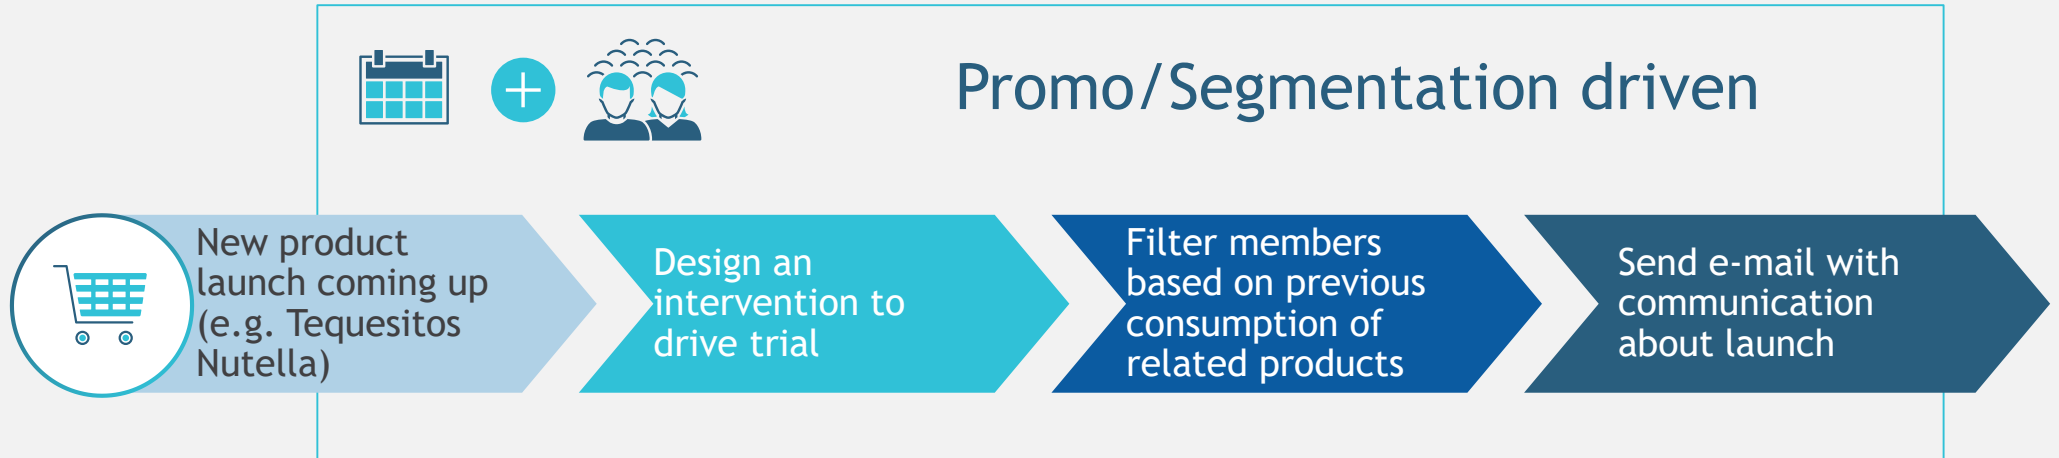 Promo/Segmentation driven
New product
launch coming up
(e.g. Tequesitos
Nutella)
Design an
intervention to
drive trial
Filter members
based on previous
consumption of
related products
Send e-mail with
communication
about launch